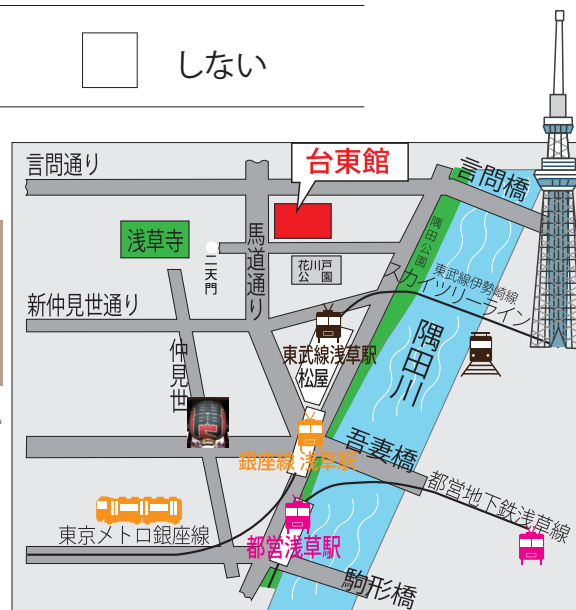 しない
言問通り
台東館
言問橋
浅草寺
二天門
馬道通り
花川戸
公園
隅田公園
東武線伊勢崎線
スカイツリーライン
新仲見世通り
仲見世
東武線浅草駅
松屋
隅田川
銀座線 浅草駅
吾妻橋
都営地下鉄浅草線
東京メトロ銀座線
都営浅草駅
駒形橋